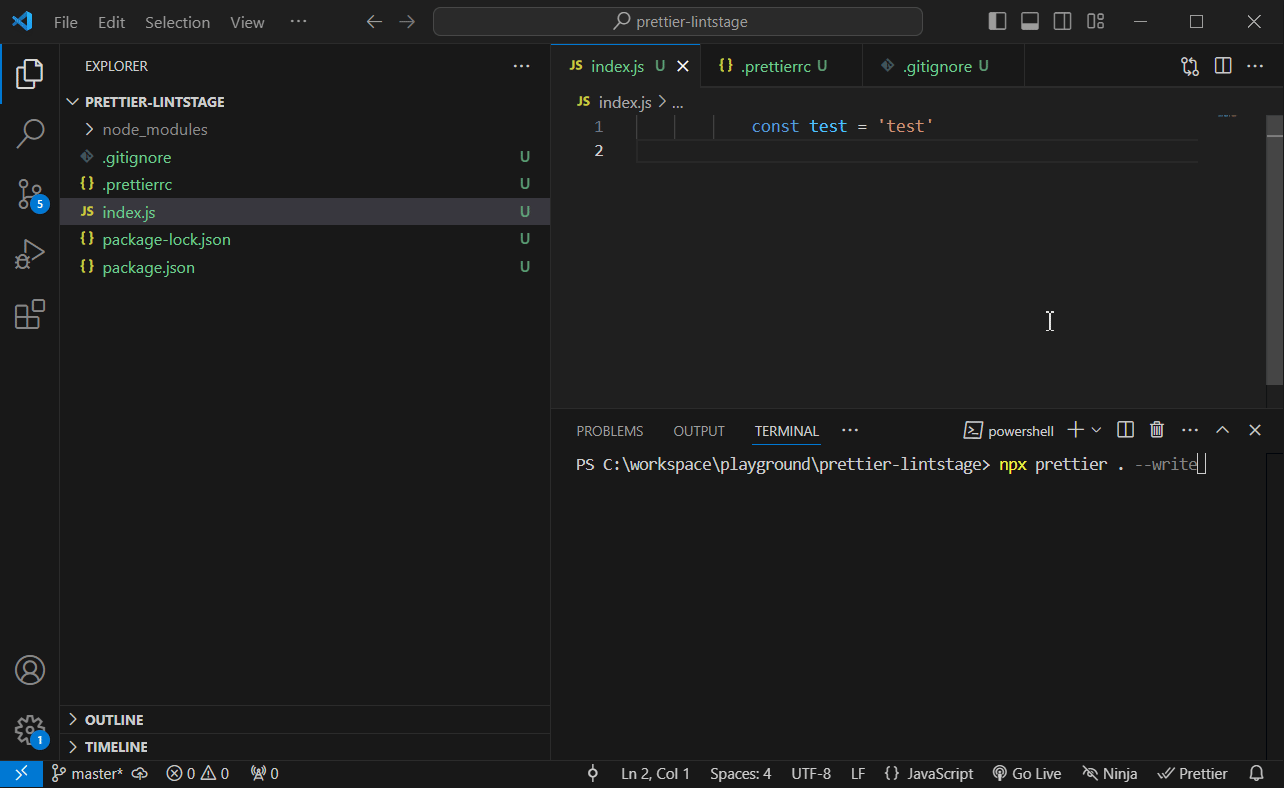 File Edit Selection View ··· prettier-lintstage
EXPLORER ···
PRETTIER-LINTSTAGE
node_modules
.gitignore U
{} .prettierrc U
JS index.js U
{} package-lock.json U
{} package.json U
OUTLINE
TIMELINE
5
1
JS index.js U {} .prettierrc U .gitignore U ···
JS index.js > ...
1 const test = 'test'
2
PROBLEMS OUTPUT TERMINAL ··· powershell ···
PS C:\workspace\playground\prettier-lintstage> npx prettier . --write
master* 0 0 0 Ln 2, Col 1 Spaces: 4 UTF-8 LF {} JavaScript Go Live Ninja Prettier